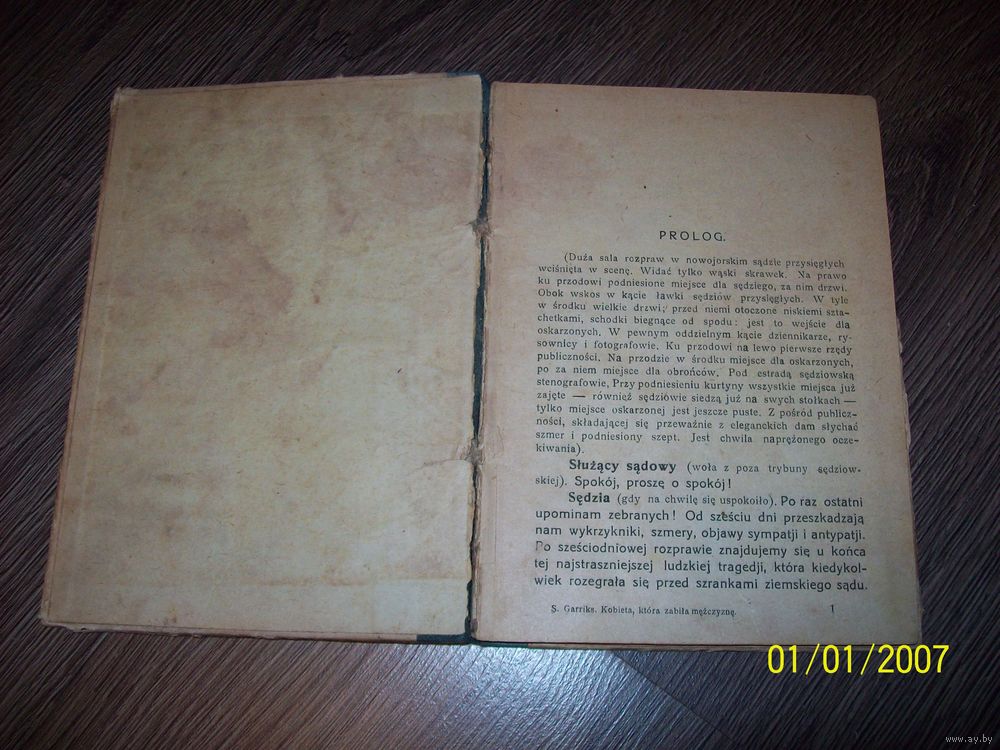 PROLOG.
(Duża sala rozpraw w nowojorskim sądzie przysięgłych
wciśnięta w scenę. Widać tylko wąski skrawek. Na prawo
ku przodowi podniesione miejsce dla sędziego, za nim drzwi.
Obok wskos w kącie ławki sędziów przysięgłych. W tyle
w środku wielkie drzwi; przed niemi otoczone niskiemi szta-
chetkami, schodki biegnące od spodu: jest to wejście dla
oskarzonych. W pewnym oddzielnym kącie dziennikarze, ry-
sownicy i fotografowie. Ku przodowi na lewo pierwsze rzędy
publiczności. Na przodzie w środku miejsce dla oskarzonych,
po za niem miejsce dla obrońców, Pod estradą sędziowską
stenografowie, Przy podniesieniu kurtyny wszystkie miejsca już
zajęte — również sędziowie siedzą już na swych stołkach —
tylko miejsce oskarzonej jest jeszcze puste. Z pośród publicz-
ności, składającej się przeważnie z eleganckich dam słychać
szmer i podniesiony szept. Jest chwila naprężonego ocze-
kiwania).
Służący sądowy (woła z poza trybuny sędziow-
skiej). Spokój, proszę o spokój!
Sędzia (gdy na chwilę się uspokoiło). Po raz ostatni
upominam zebranych! Od sześciu dni przeszkadzają
nam wykrzykniki, szmery, objawy sympatji i antypatji.
Po sześciodniowej rozprawie znajdujemy się u końca
tej najstraszniejszej ludzkiej tragedji, która kiedykol-
wiek rozegrała się przed szrankami ziemskiego sądu.
S. Garriks. Kobieta, która zabiła mężczyznę. 1
01/01/2007
www.ay.by